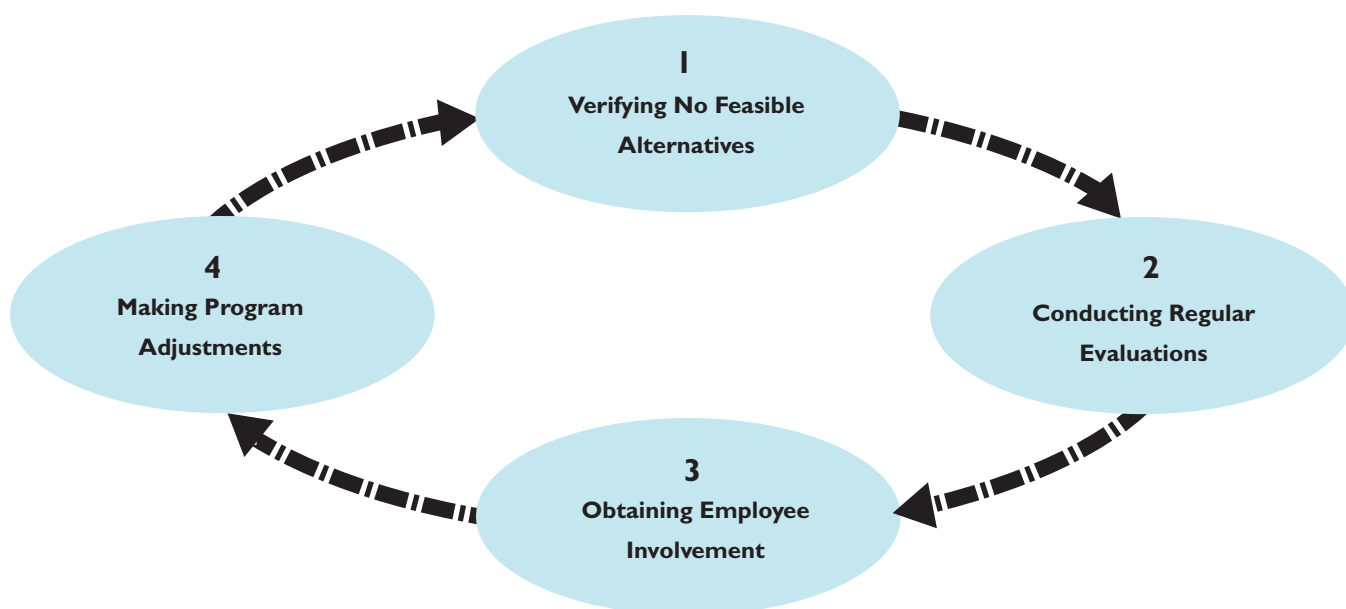 1
Verifying No Feasible
Alternatives
2
Conducting Regular
Evaluations
3
Obtaining Employee
Involvement
4
Making Program
Adjustments